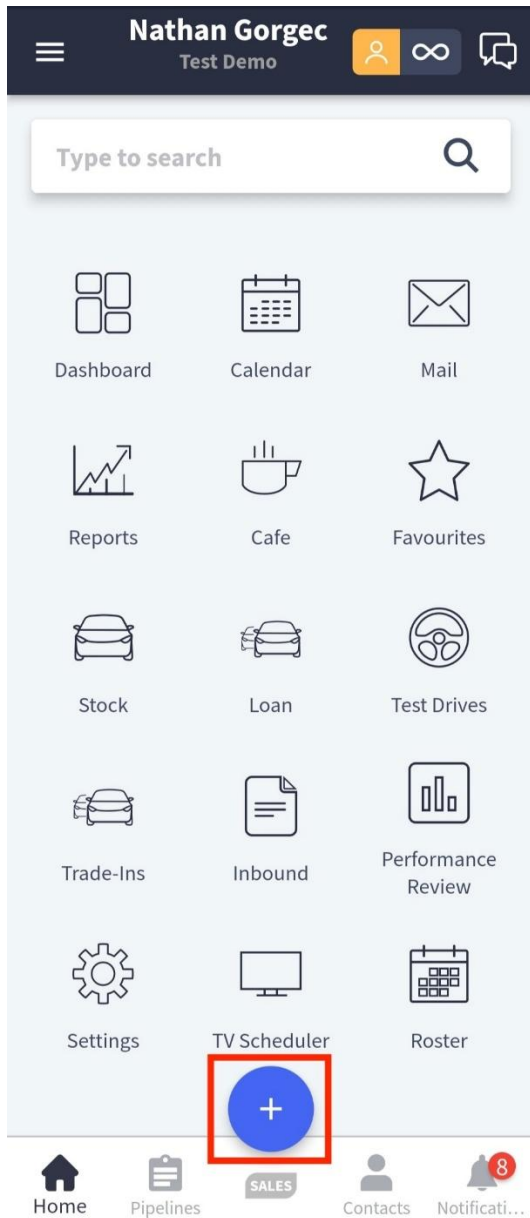 Nathan Gorgec
Test Demo
Type to search
Dashboard
Calendar
Mail
Reports
Cafe
Favourites
Stock
Loan
Test Drives
Trade-Ins
Inbound
Performance
Review
Settings
TV Scheduler
Roster
+
8
Home
Pipelines
SALES
Contacts
Notificati...